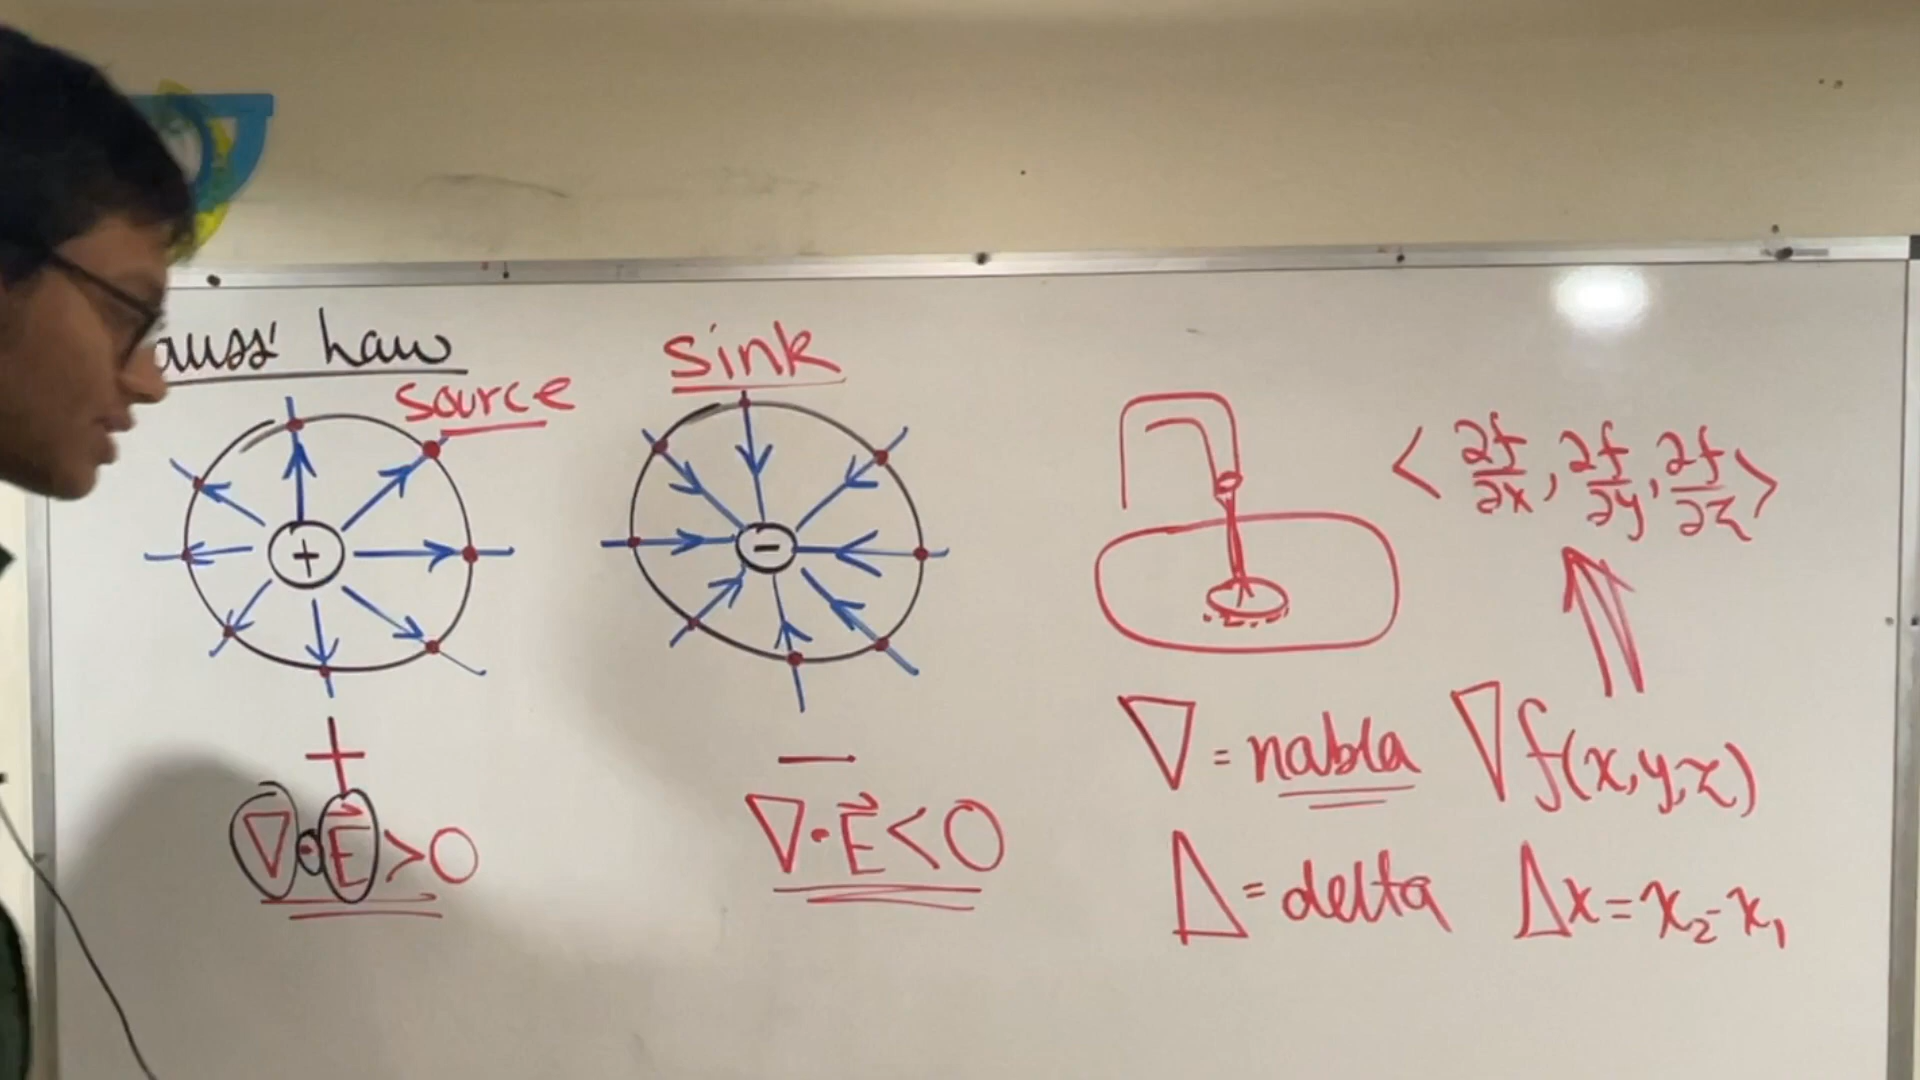 auss' Law
source
+
+
∇·E⃗ >0
sink
-
-
∇·E⃗ <0
< ∂f/∂x, ∂f/∂y, ∂f/∂z >
∇ = nabla ∇f(x,y,z)
Δ = delta Δx = x₂-x₁